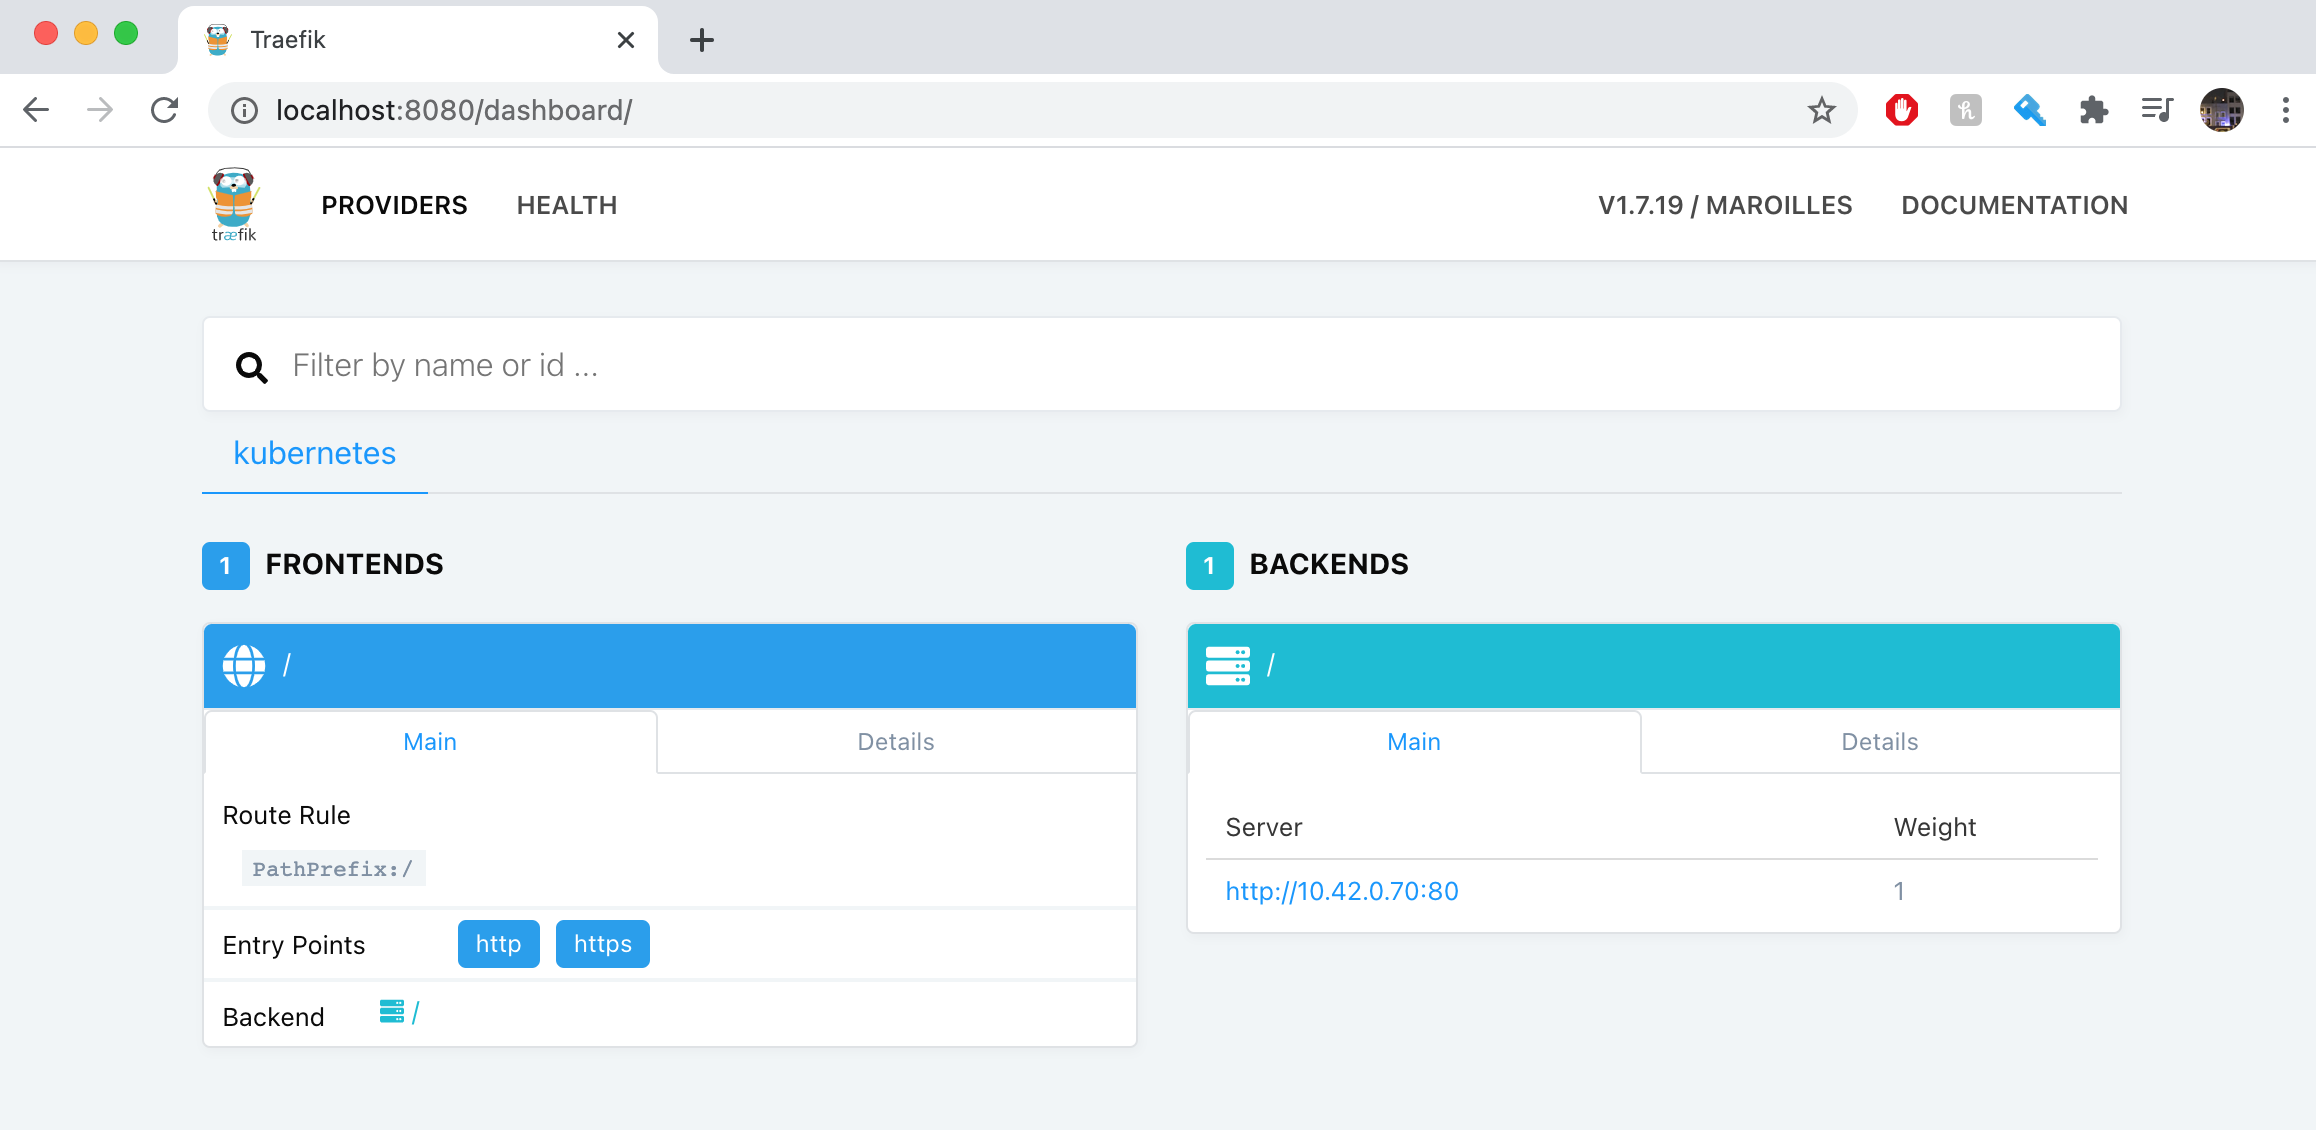 Traefik
localhost:8080/dashboard/
træfik
PROVIDERS
HEALTH
V1.7.19 / MAROILLES
DOCUMENTATION
Filter by name or id ...
kubernetes
1 FRONTENDS
/
Main
Details
Route Rule
PathPrefix:/
Entry Points http https
Backend /
1 BACKENDS
/
Main
Details
Server Weight
http://10.42.0.70:80 1